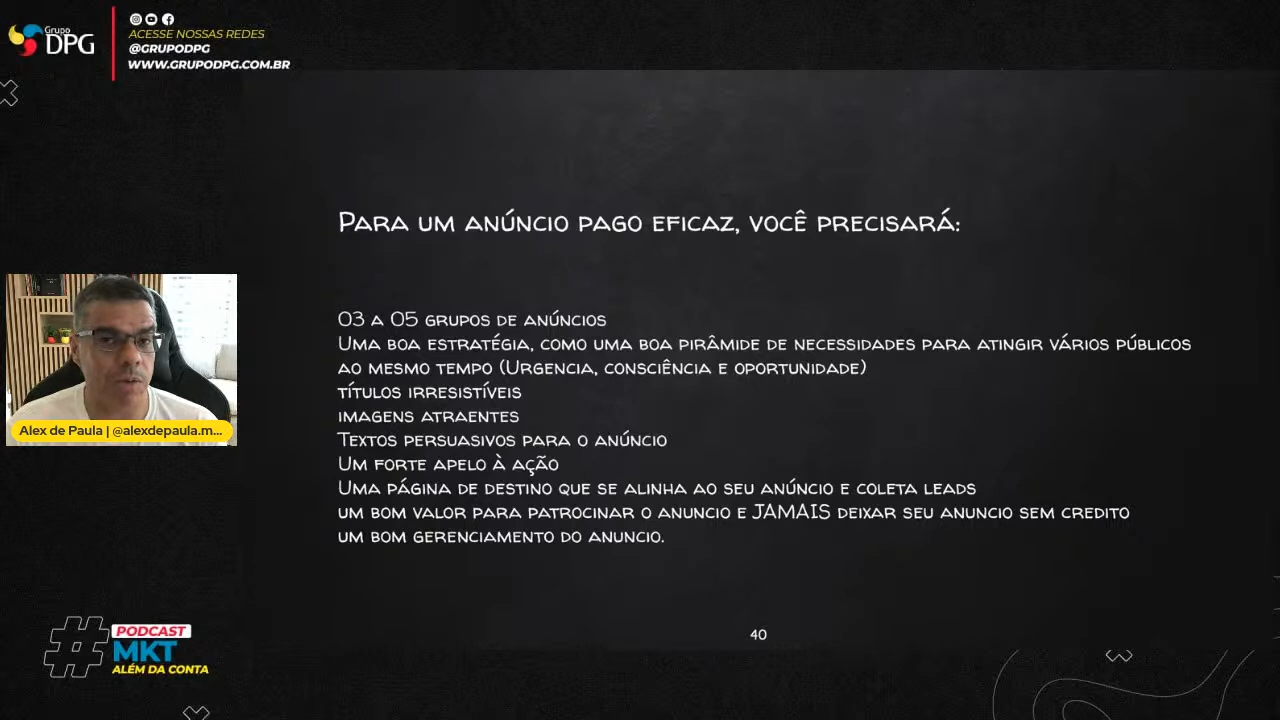 Grupo
DPG
ACESSE NOSSAS REDES
@GRUPODPG
WWW.GRUPODPG.COM.BR
PARA UM ANÚNCIO PAGO EFICAZ, VOCÊ PRECISARÁ:
03 A 05 GRUPOS DE ANÚNCIOS
UMA BOA ESTRATÉGIA, COMO UMA BOA PIRÂMIDE DE NECESSIDADES PARA ATINGIR VÁRIOS PÚBLICOS
AO MESMO TEMPO (URGENCIA, CONSCIÊNCIA E OPORTUNIDADE)
TÍTULOS IRRESISTÍVEIS
IMAGENS ATRAENTES
TEXTOS PERSUASIVOS PARA O ANÚNCIO
UM FORTE APELO À AÇÃO
UMA PÁGINA DE DESTINO QUE SE ALINHA AO SEU ANÚNCIO E COLETA LEADS
UM BOM VALOR PARA PATROCINAR O ANUNCIO E JAMAIS DEIXAR SEU ANUNCIO SEM CREDITO
UM BOM GERENCIAMENTO DO ANUNCIO.
40
Alex de Paula | @alexdepaula.m...
PODCAST
MKT
ALÉM DA CONTA